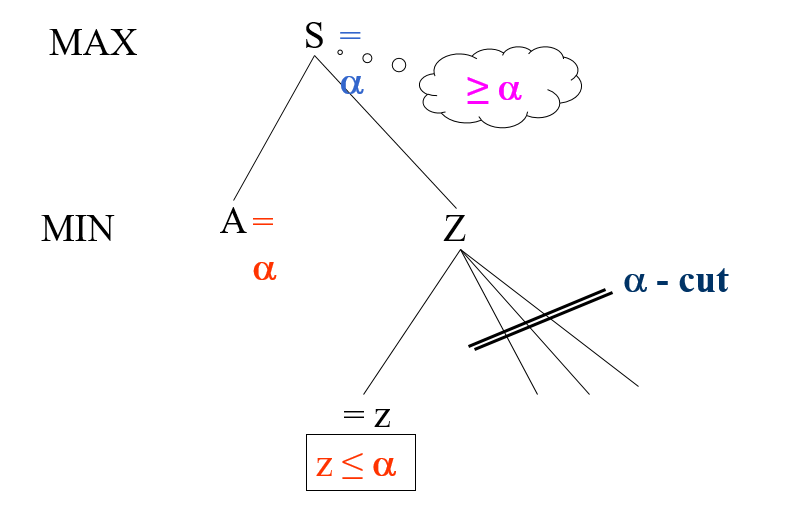 MAX
S =
α
≥ α
MIN
A =
α
Z
α - cut
= z
z ≤ α